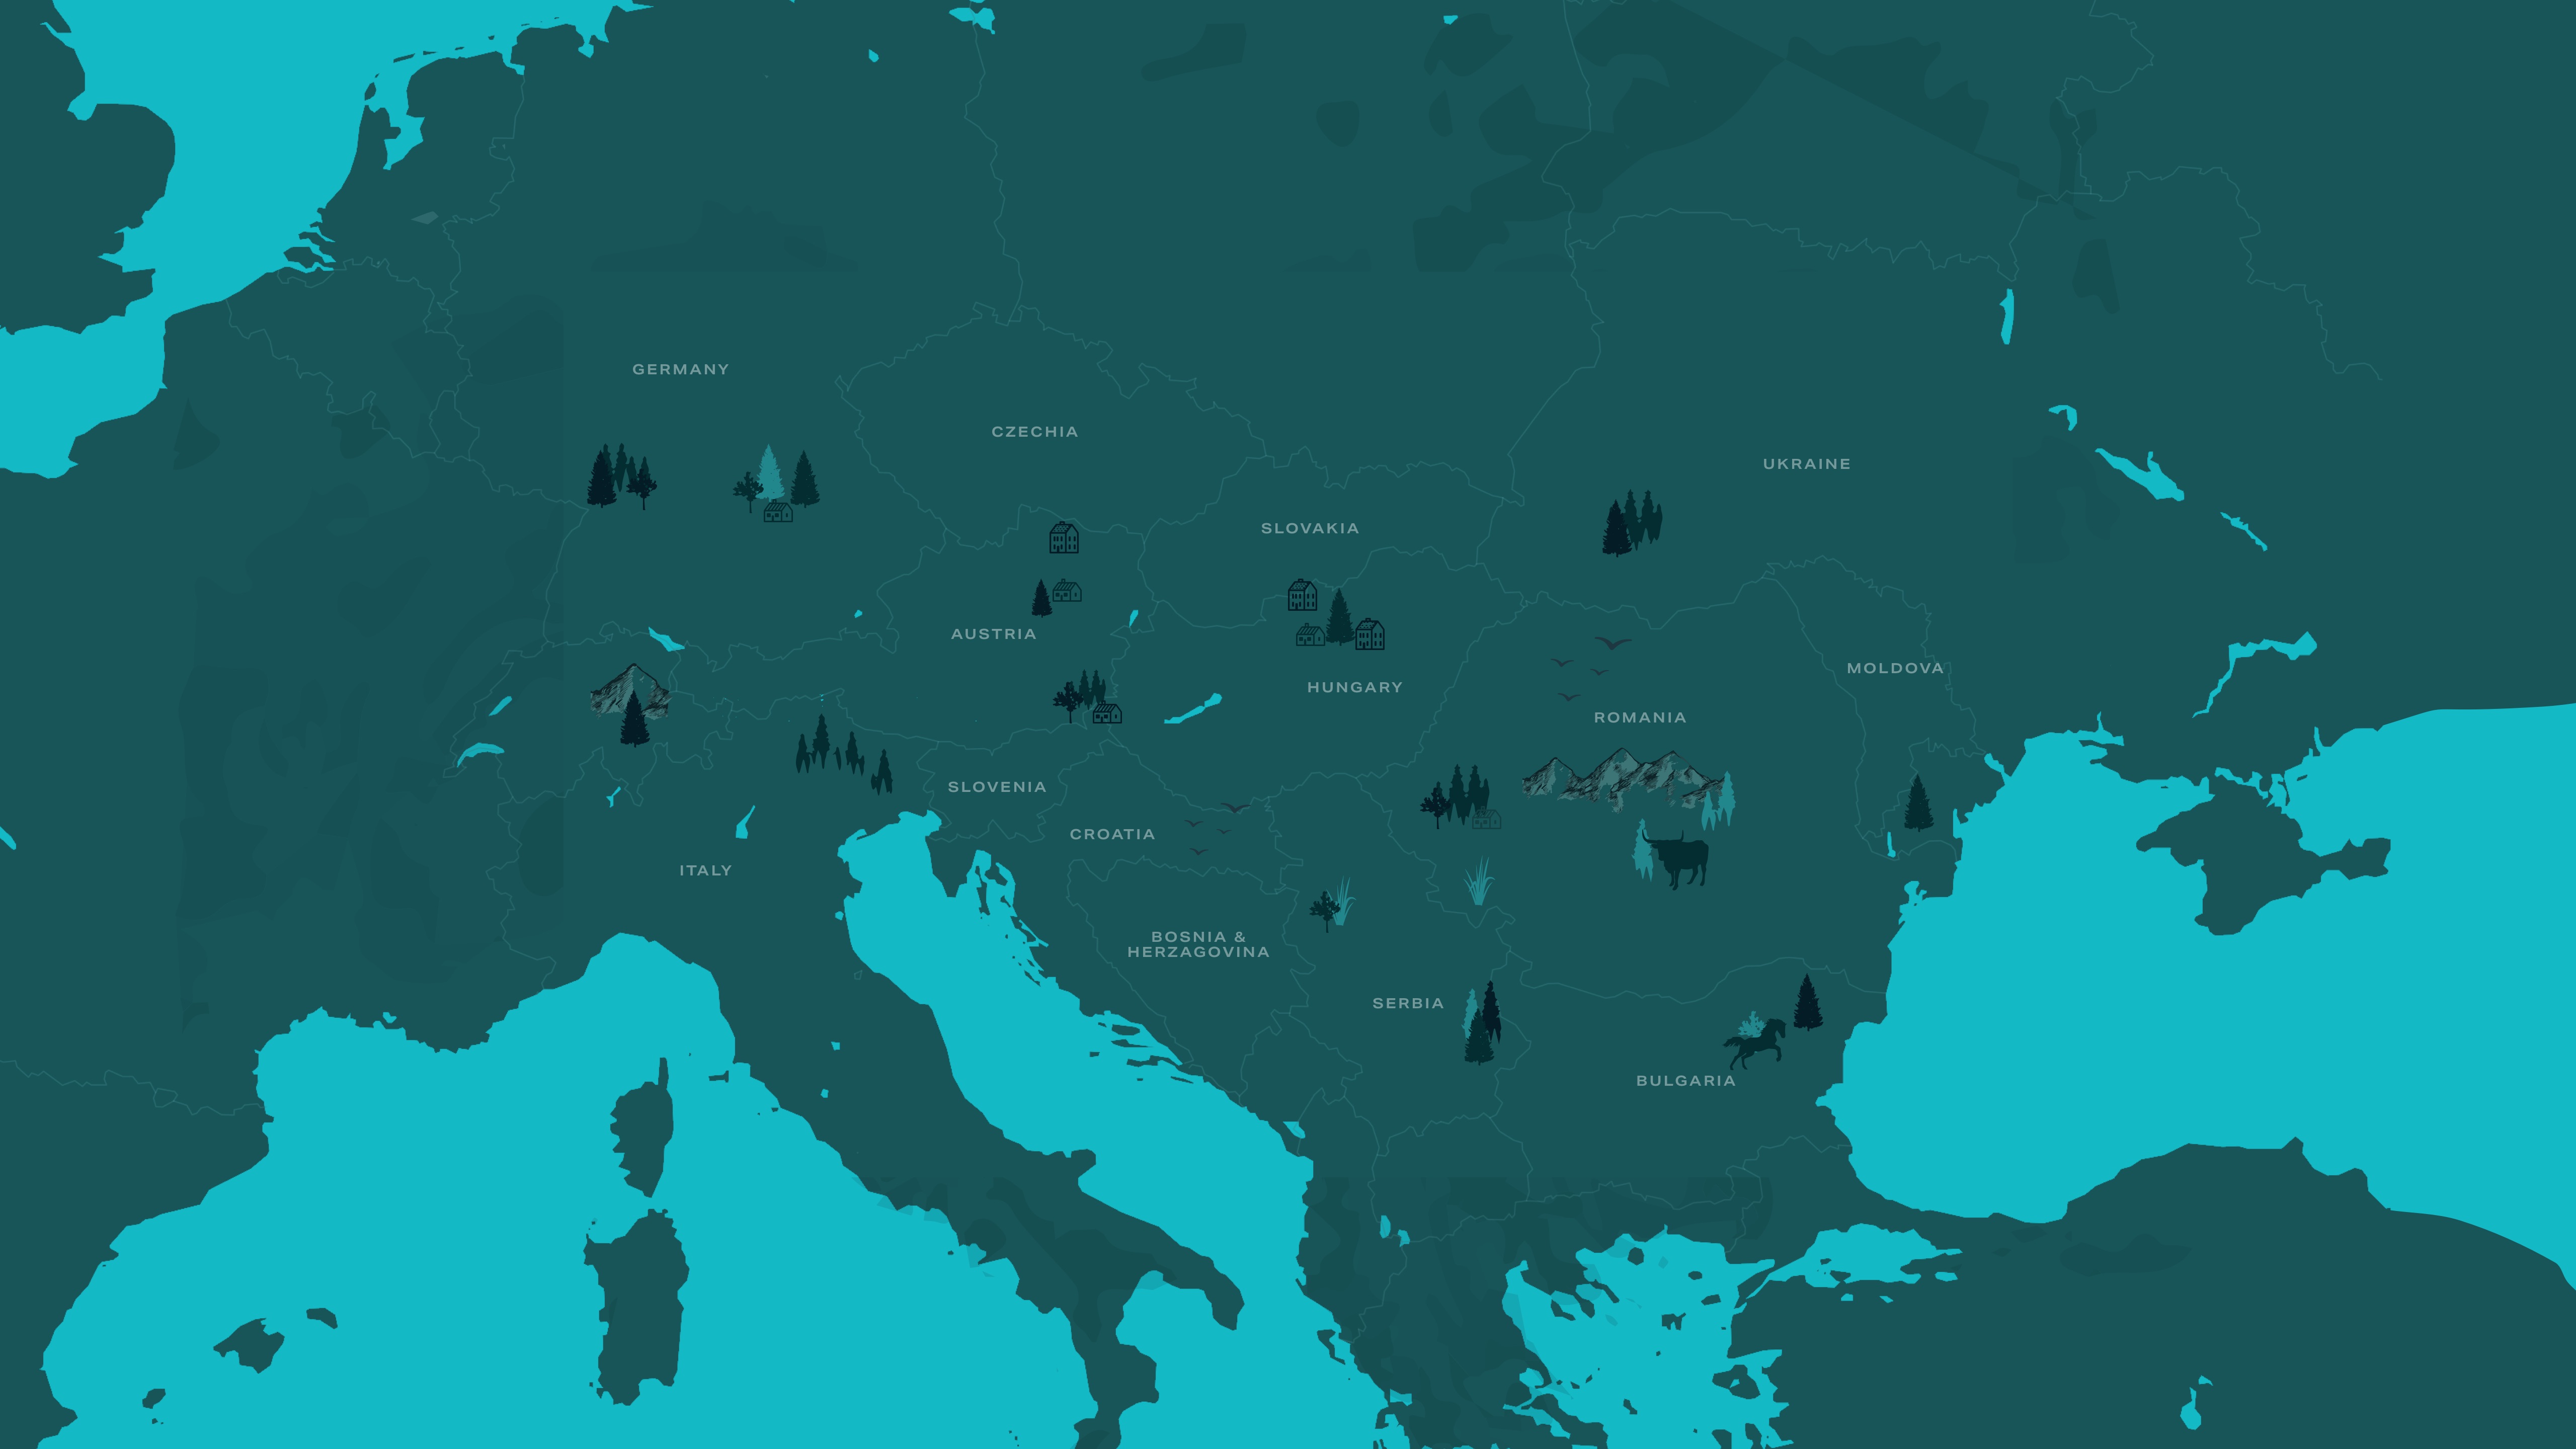 GERMANY
CZECHIA
UKRAINE
SLOVAKIA
AUSTRIA
MOLDOVA
HUNGARY
ROMANIA
SLOVENIA
CROATIA
ITALY
BOSNIA &
HERZAGOVINA
SERBIA
BULGARIA